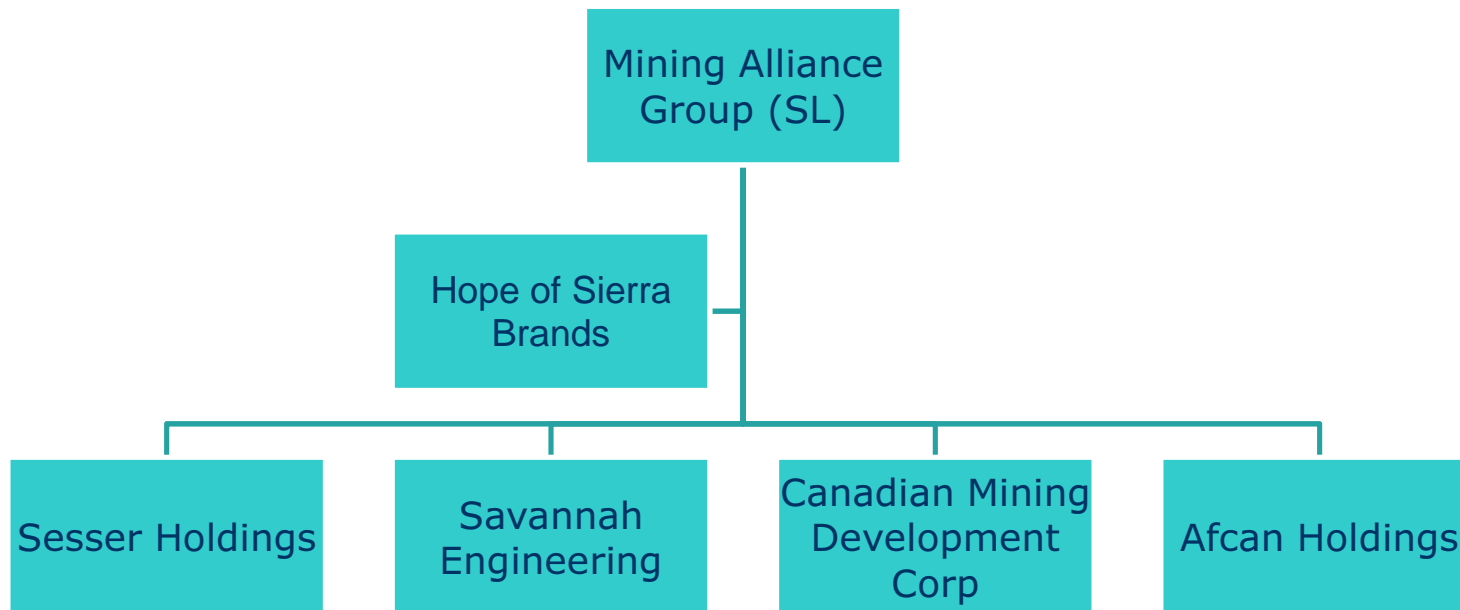 Mining Alliance
Group (SL)
Hope of Sierra
Brands
Sesser Holdings
Savannah
Engineering
Canadian Mining
Development
Corp
Afcan Holdings